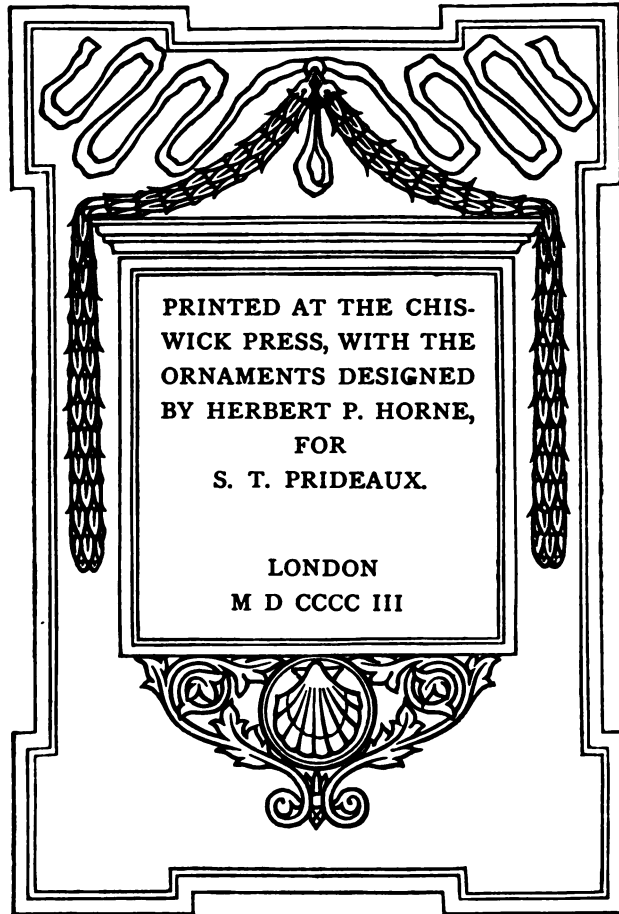 PRINTED AT THE CHIS-
WICK PRESS, WITH THE
ORNAMENTS DESIGNED
BY HERBERT P. HORNE,
FOR
S. T. PRIDEAUX.
LONDON
M D CCCC III